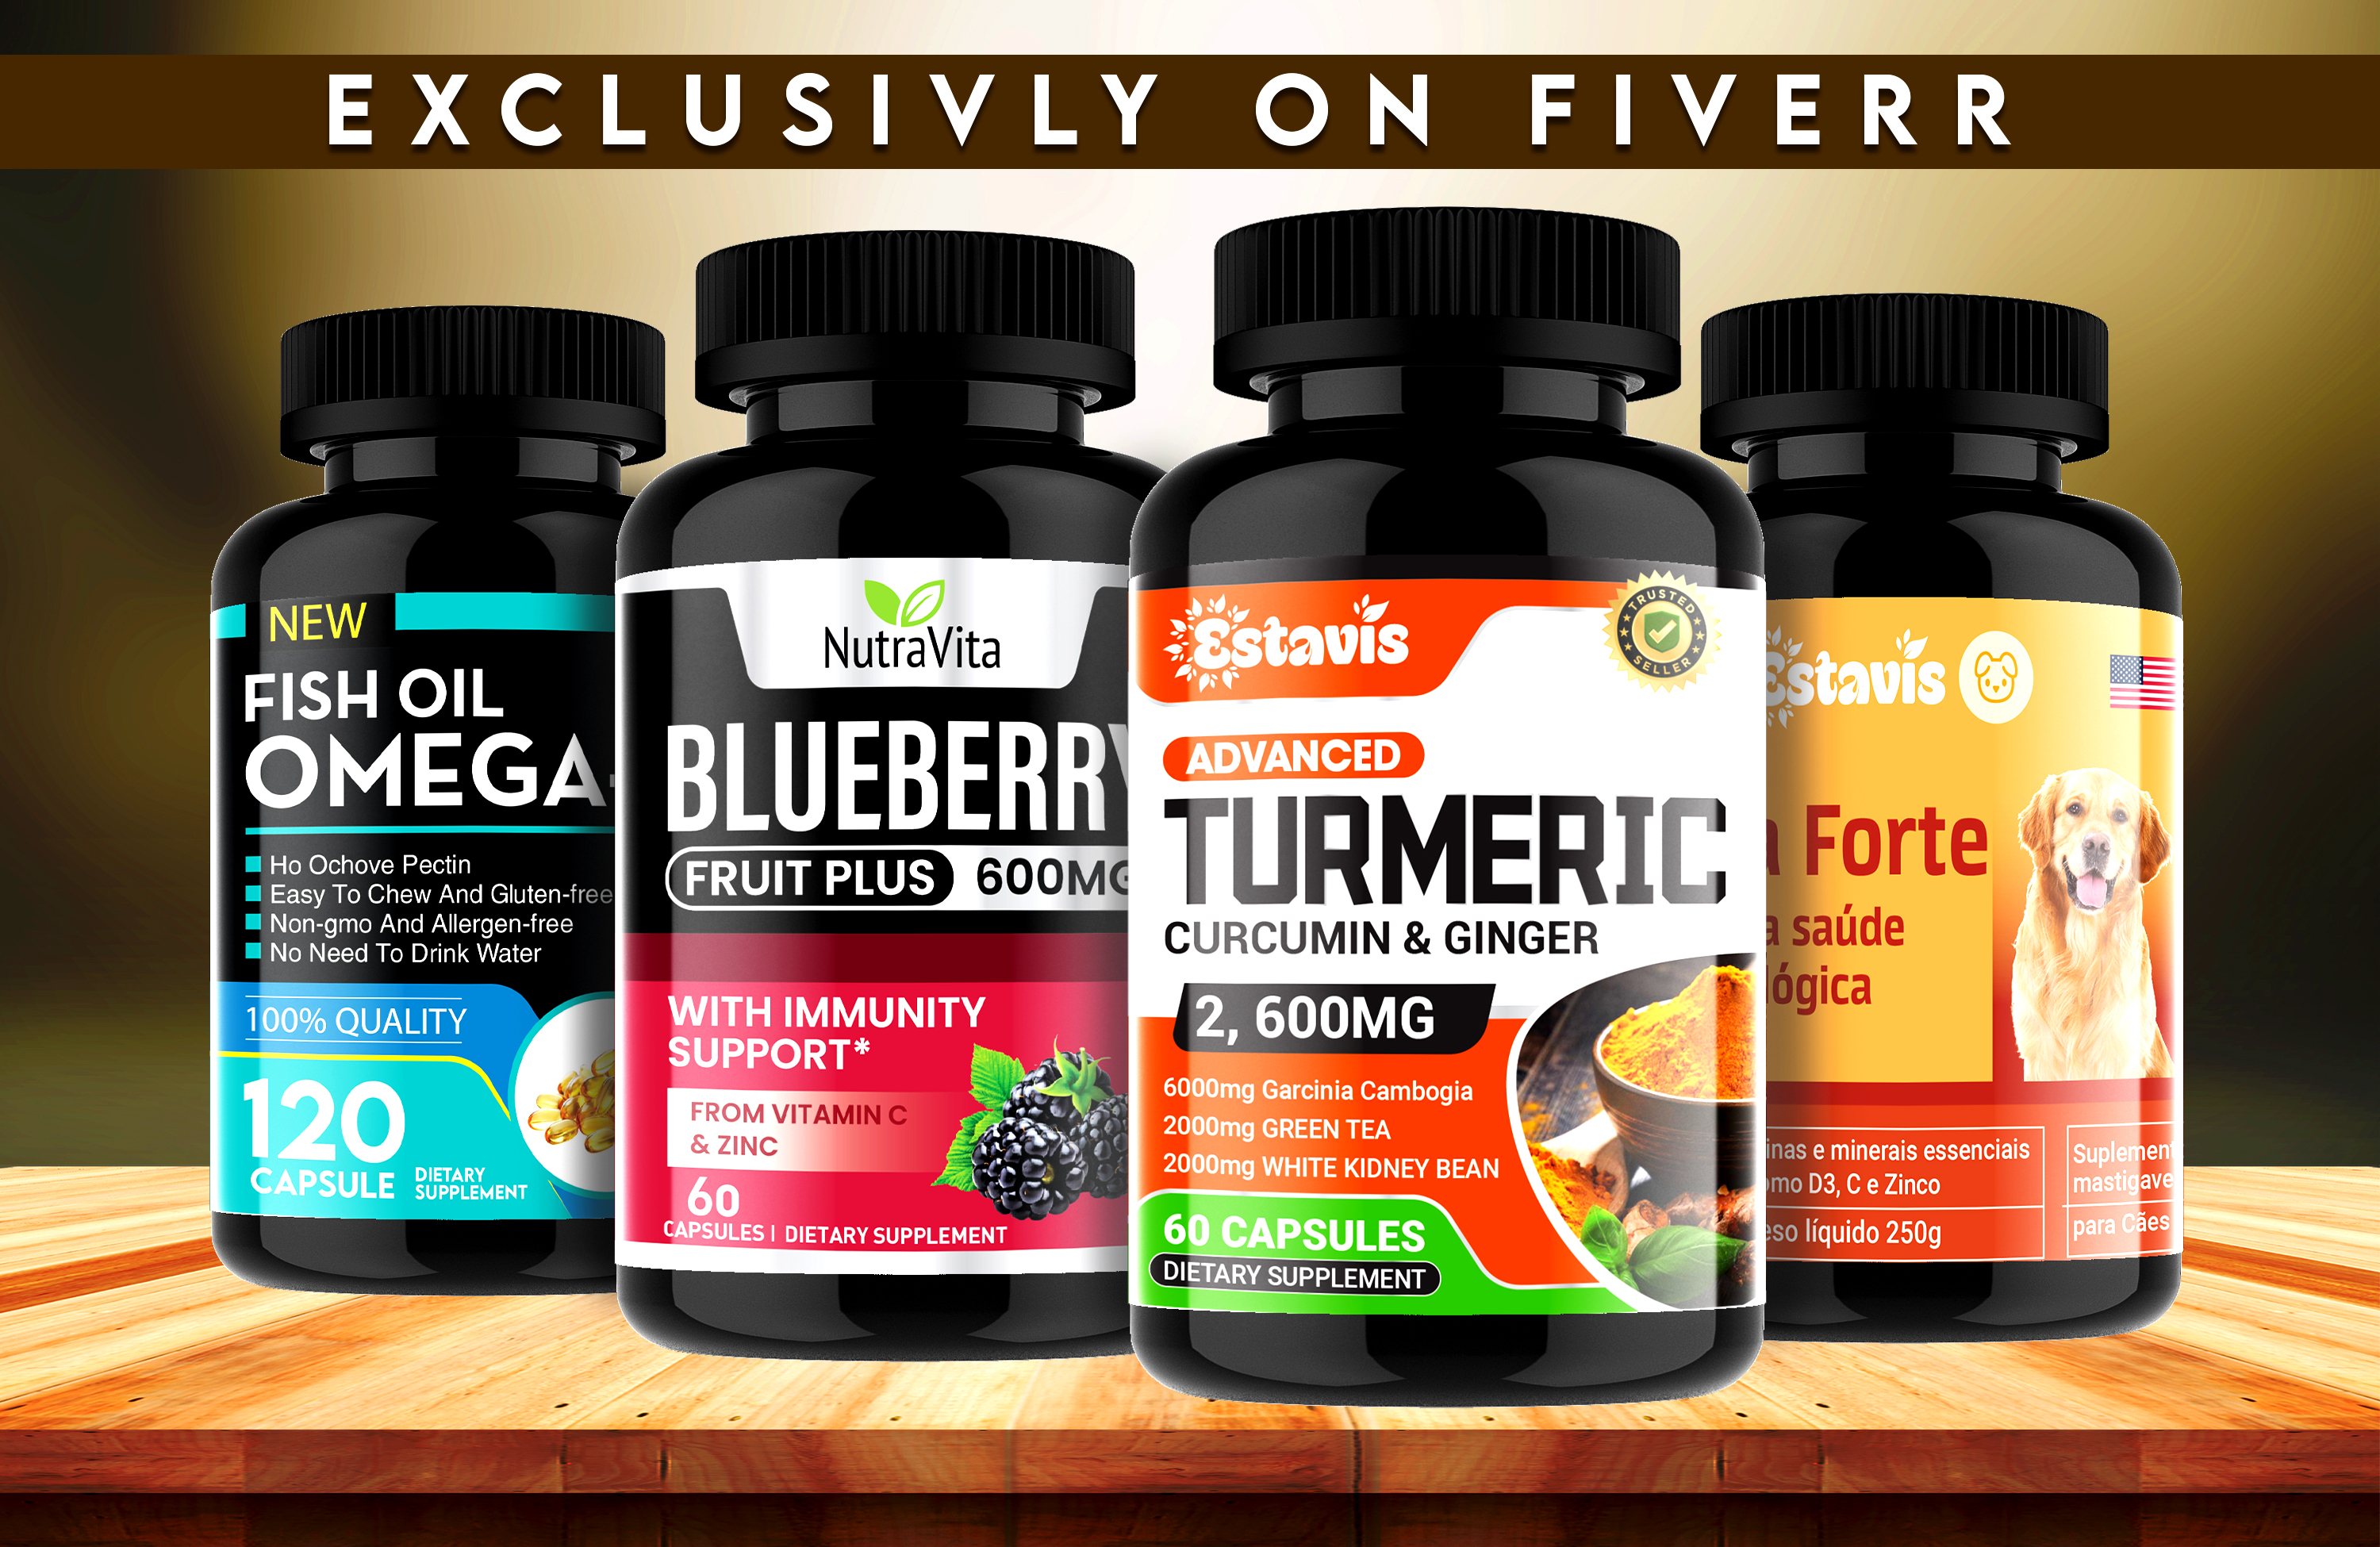 EXCLUSIVLY ON FIVERR
NEW
FISH OIL
OMEGA-
Ho Ochove Pectin
Easy To Chew And Gluten-free
Non-gmo And Allergen-free
No Need To Drink Water
100% QUALITY
120
CAPSULE
DIETARY
SUPPLEMENT
NutraVita
BLUEBERRY
FRUIT PLUS 600MG
WITH IMMUNITY
SUPPORT*
FROM VITAMIN C
& ZINC
60
CAPSULES | DIETARY SUPPLEMENT
Estavis
TRUSTED
SELLER
ADVANCED
TURMERIC
CURCUMIN & GINGER
2, 600MG
6000mg Garcinia Cambogia
2000mg GREEN TEA
2000mg WHITE KIDNEY BEAN
60 CAPSULES
DIETARY SUPPLEMENT
Estavis
Forte
saúde
lógica
inas e minerais essenciais
omo D3, C e Zinco
eso líquido 250g
Suplement
mastigave
para Cães